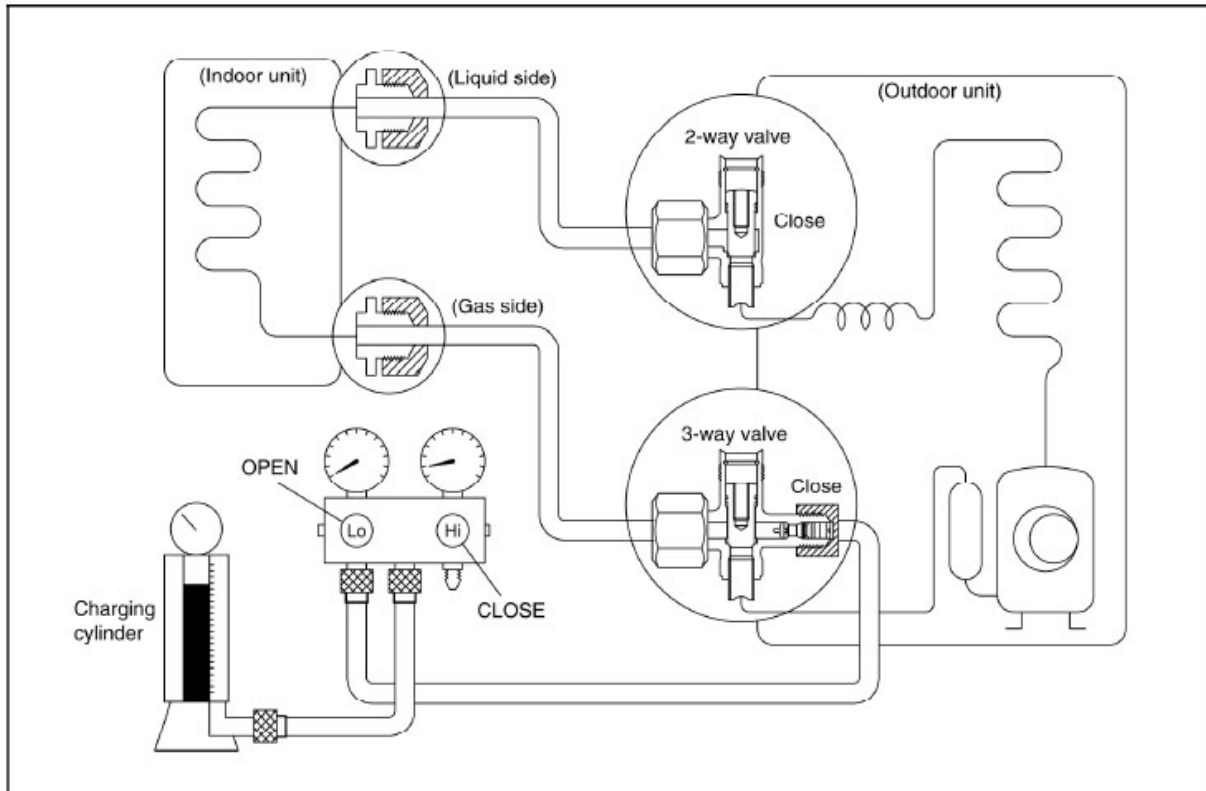 (Indoor unit)
(Liquid side)
(Outdoor unit)
2-way valve
Close
(Gas side)
3-way valve
Close
OPEN
Lo
Hi
CLOSE
Charging
cylinder